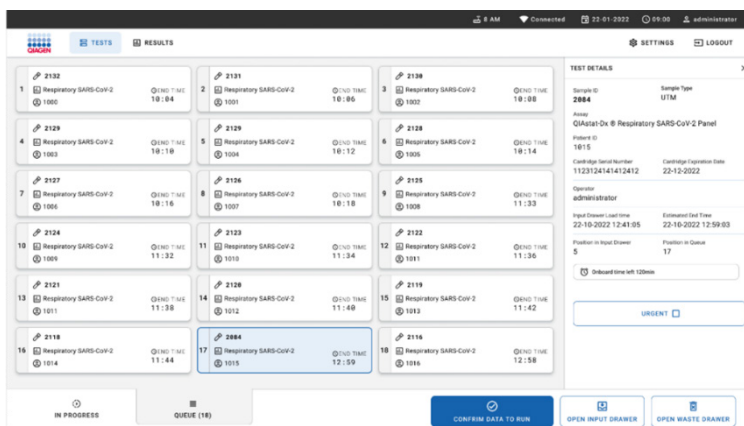 8 AM Connected 22-01-2022 09:00 administrator
QIAGEN TESTS RESULTS SETTINGS LOGOUT
1 2132 Respiratory SARS-CoV-2 1000 END TIME 10:04
2 2131 Respiratory SARS-CoV-2 1001 END TIME 10:06
3 2130 Respiratory SARS-CoV-2 1002 END TIME 10:08
4 2129 Respiratory SARS-CoV-2 1003 END TIME 10:10
5 2129 Respiratory SARS-CoV-2 1004 END TIME 10:12
6 2128 Respiratory SARS-CoV-2 1005 END TIME 10:14
7 2127 Respiratory SARS-CoV-2 1006 END TIME 10:16
8 2126 Respiratory SARS-CoV-2 1007 END TIME 10:18
9 2125 Respiratory SARS-CoV-2 1008 END TIME 11:33
10 2124 Respiratory SARS-CoV-2 1009 END TIME 11:32
11 2123 Respiratory SARS-CoV-2 1010 END TIME 11:34
12 2122 Respiratory SARS-CoV-2 1011 END TIME 11:36
13 2121 Respiratory SARS-CoV-2 1011 END TIME 11:38
14 2120 Respiratory SARS-CoV-2 1012 END TIME 11:40
15 2119 Respiratory SARS-CoV-2 1013 END TIME 11:42
16 2118 Respiratory SARS-CoV-2 1014 END TIME 11:44
17 2084 Respiratory SARS-CoV-2 1015 END TIME 12:59
18 2116 Respiratory SARS-CoV-2 1016 END TIME 12:58
TEST DETAILS
Sample ID Sample Type
2084 UTM
Assay
QIAstat-Dx ® Respiratory SARS-CoV-2 Panel
Patient ID
1015
Cartridge Serial Number Cartridge Expiration Date
1123124141412412 22-12-2022
Operator
administrator
Input Drawer Load time Estimated End Time
22-10-2022 12:41:05 22-10-2022 12:59:03
Position in Input Drawer Position in Queue
5 17
Onboard time left 120min
URGENT
IN PROGRESS QUEUE (18) CONFRIM DATA TO RUN OPEN INPUT DRAWER OPEN WASTE DRAWER